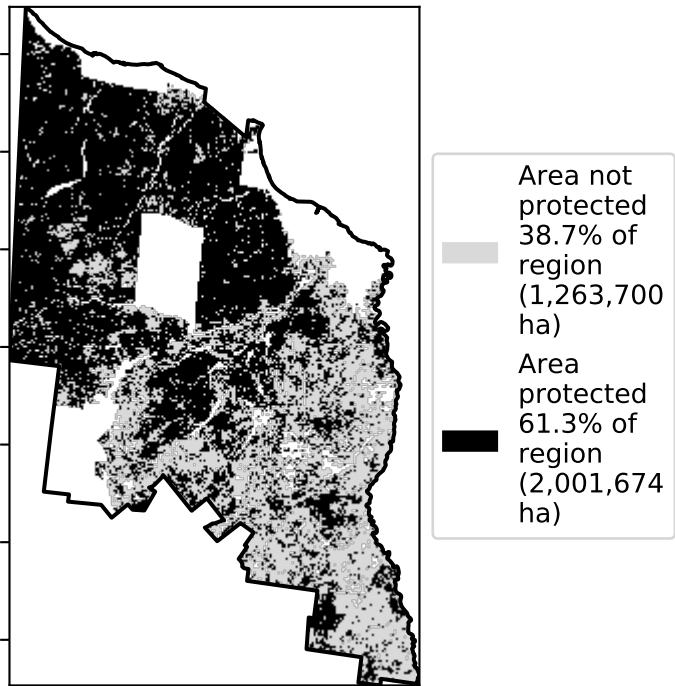 Area not
protected
38.7% of
region
(1,263,700
ha)
Area
protected
61.3% of
region
(2,001,674
ha)